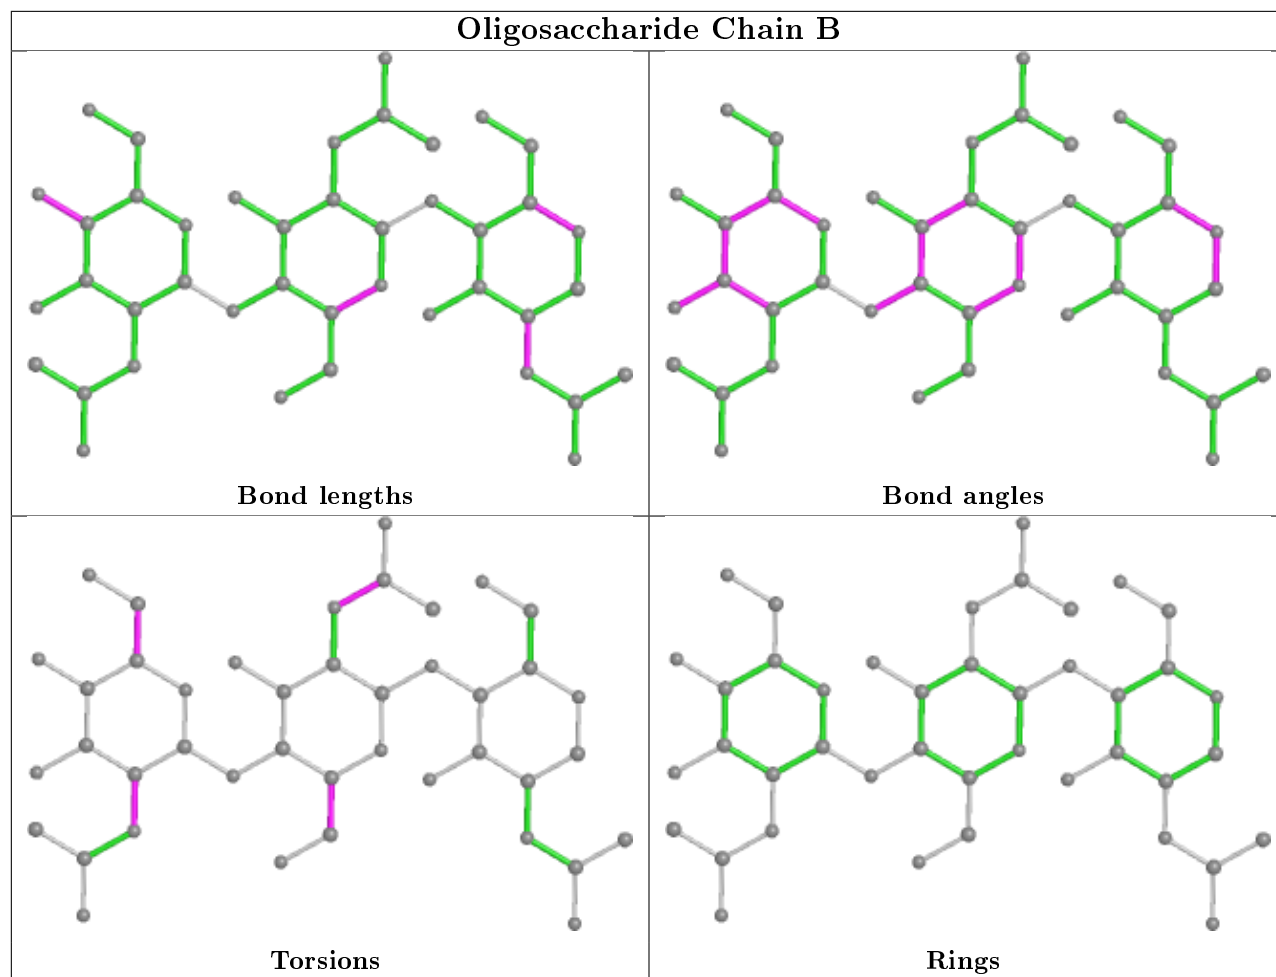 Oligosaccharide Chain B
Bond lengths
Bond angles
Torsions
Rings